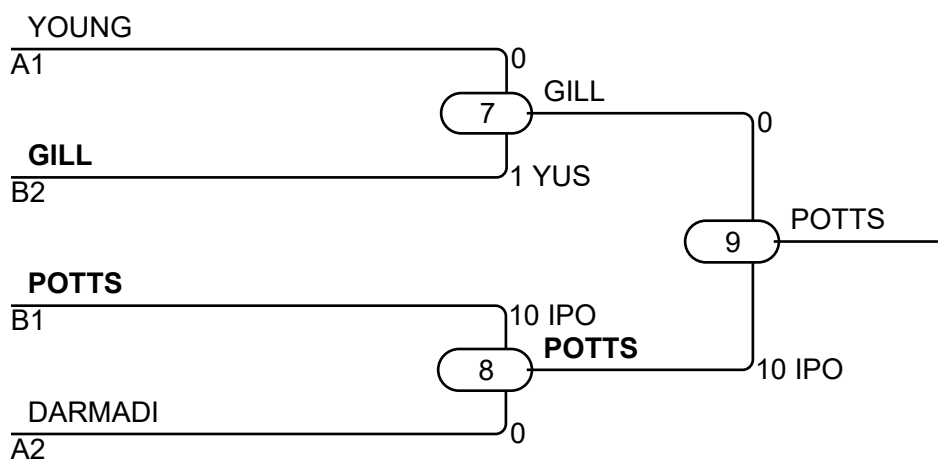 YOUNG
A1
0
7
GILL
0
GILL
B2
1 YUS
9
POTTS
POTTS
B1
10 IPO
8
POTTS
10 IPO
DARMADI
A2
0